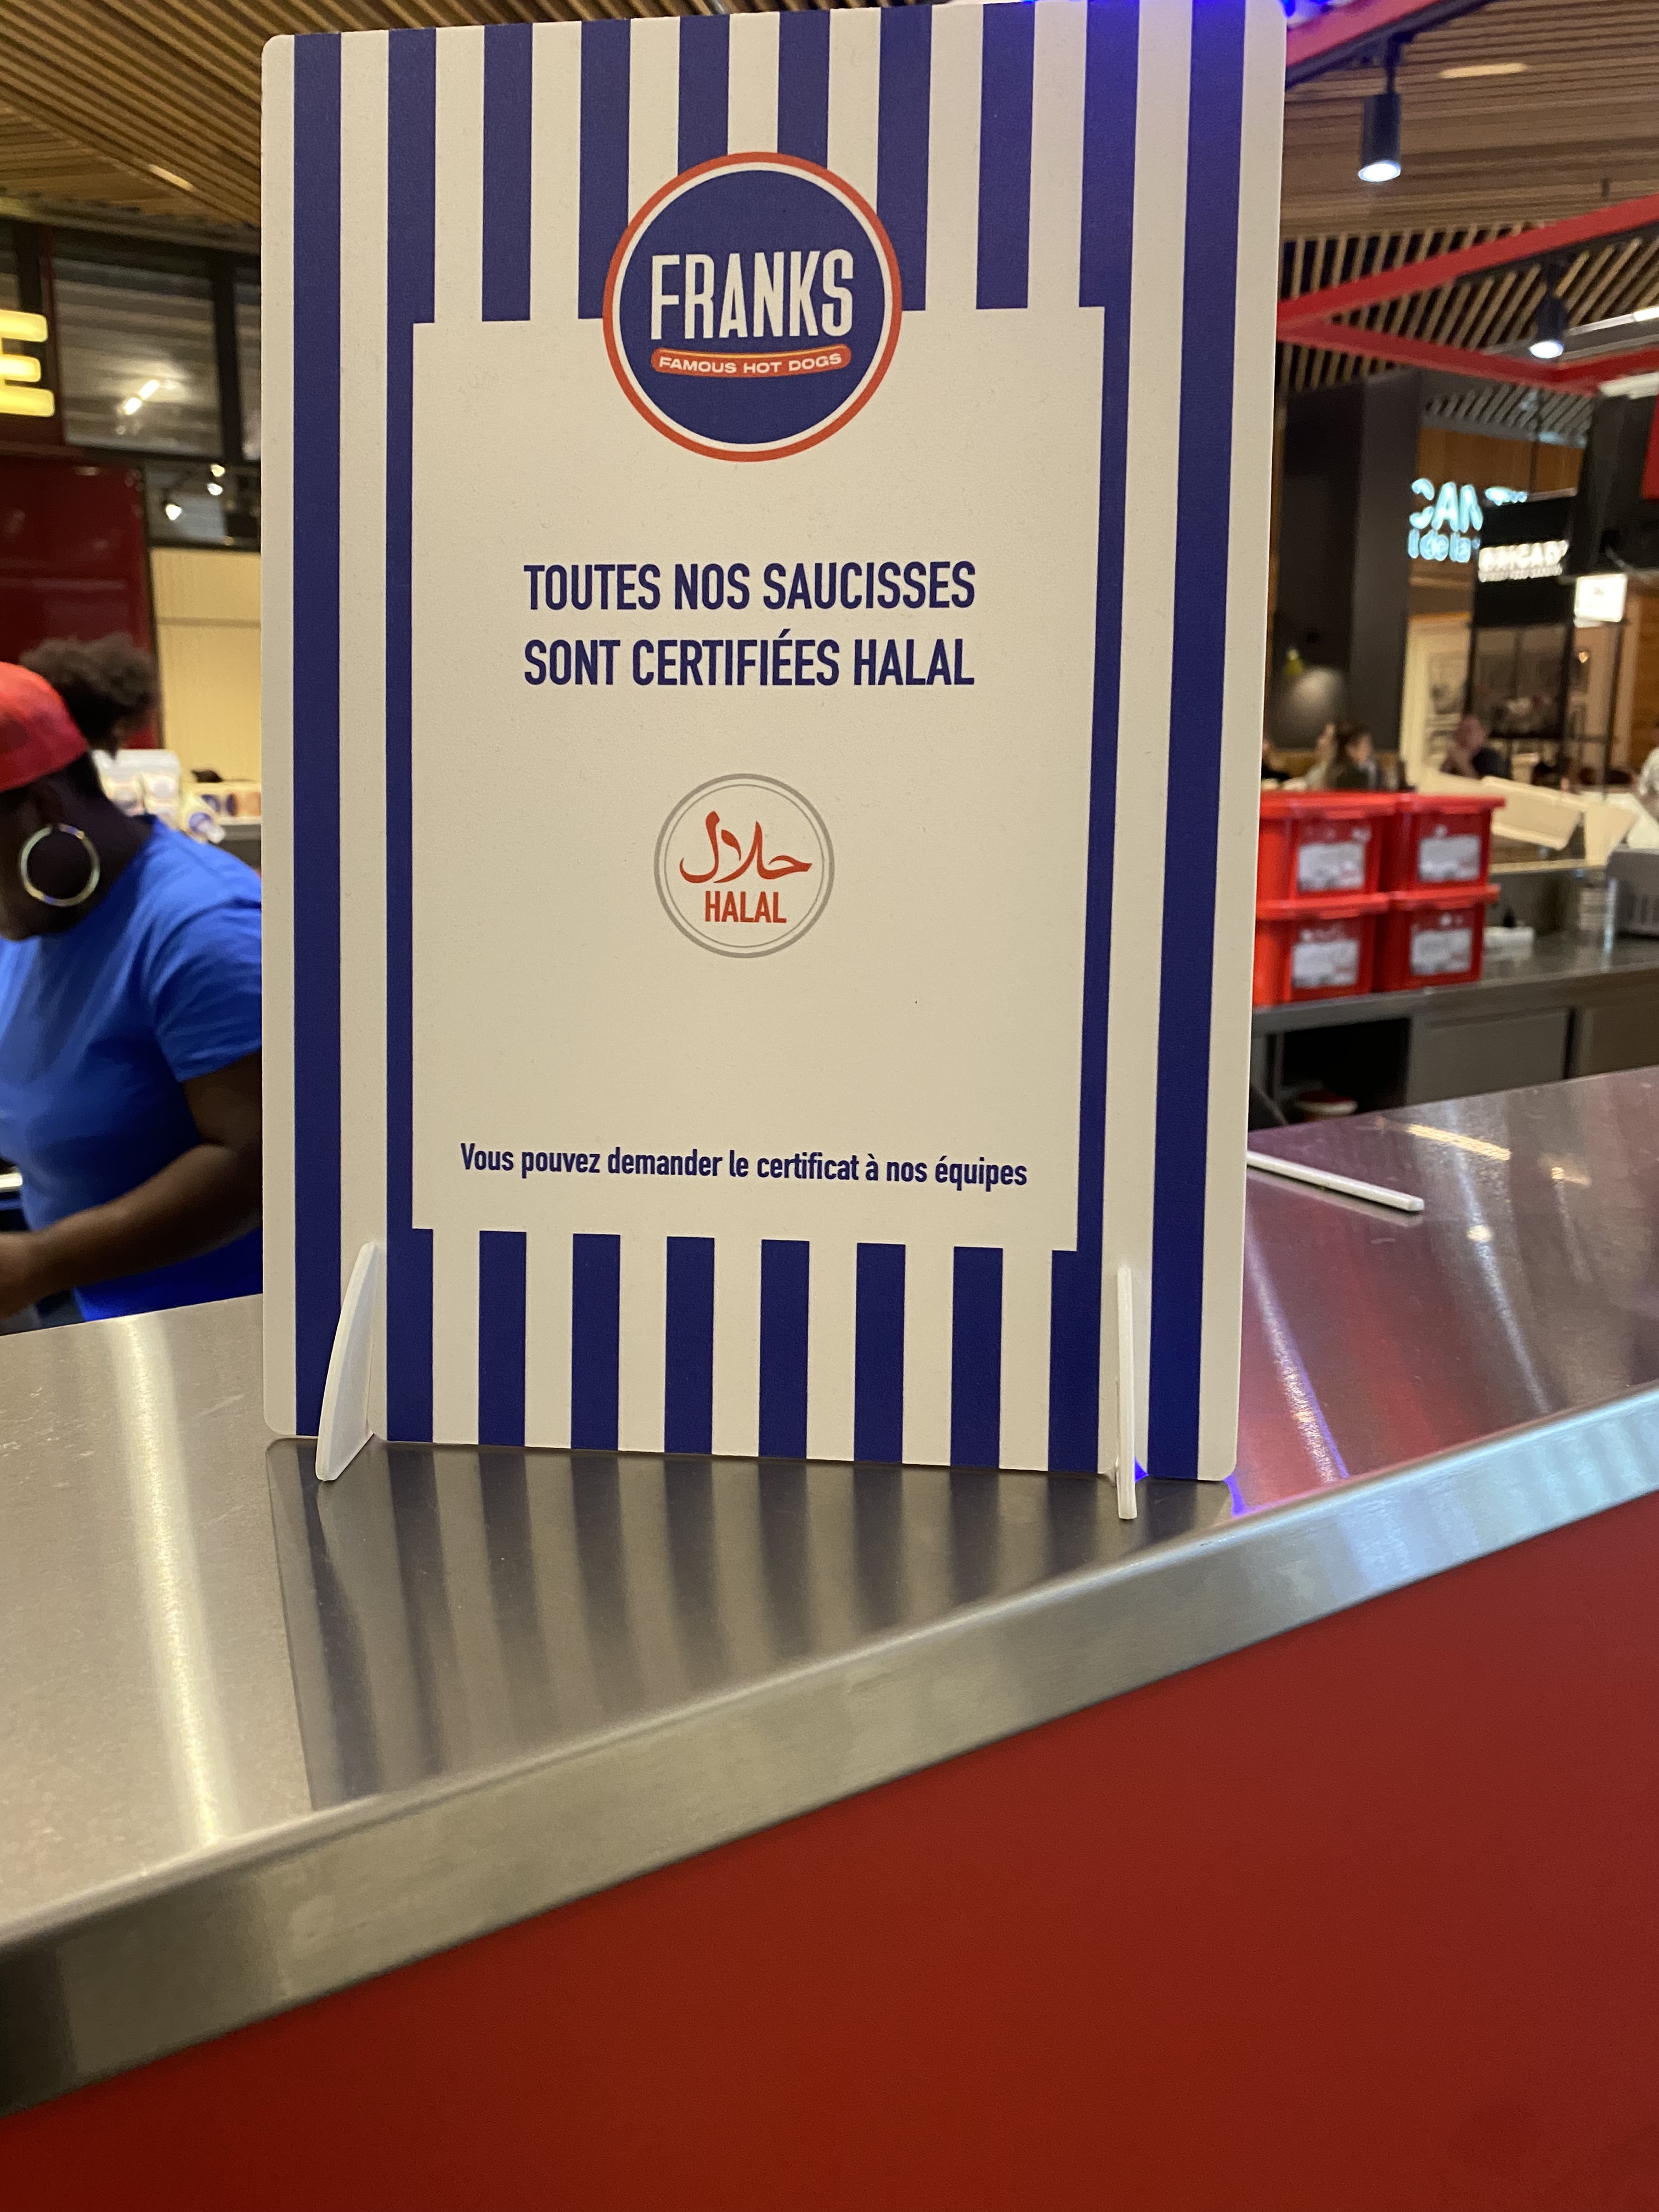 FRANKS
FAMOUS HOT DOGS
TOUTES NOS SAUCISSES
SONT CERTIFIÉES HALAL
حلال
HALAL
Vous pouvez demander le certificat à nos équipes